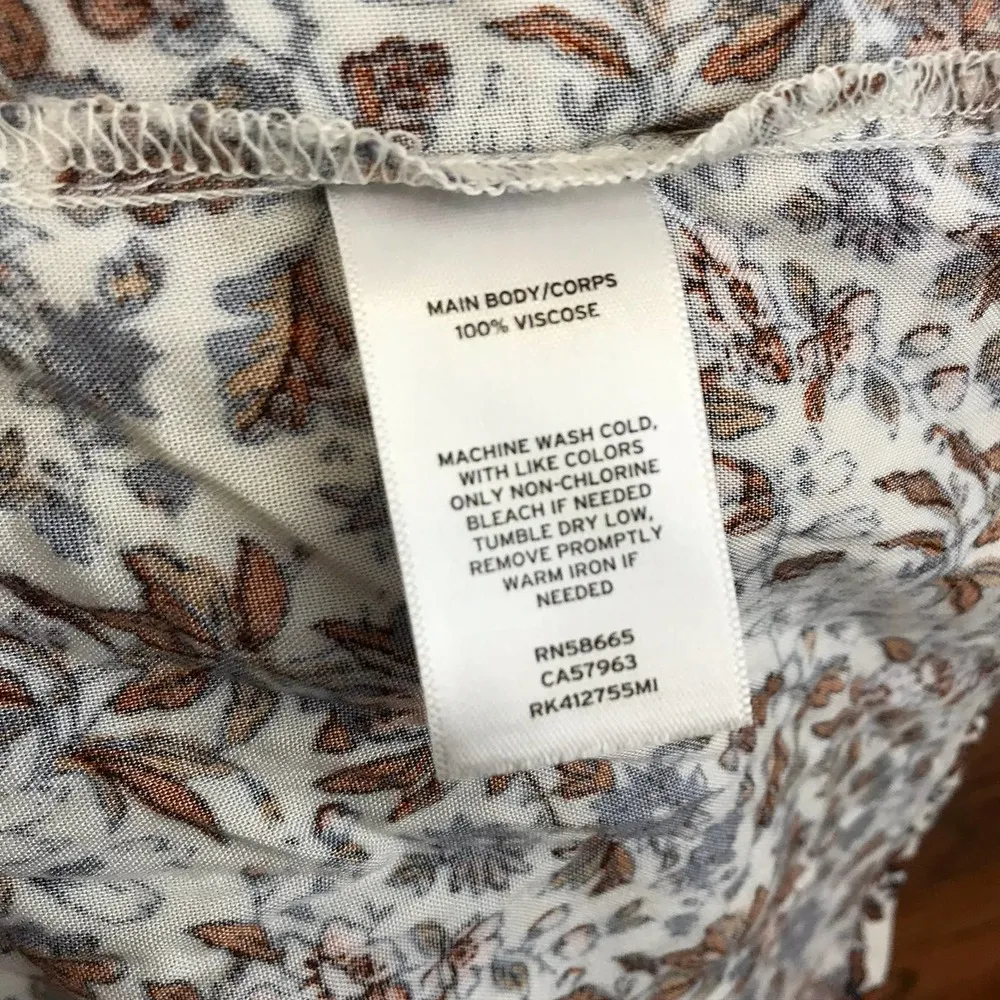 MAIN BODY/CORPS
100% VISCOSE
MACHINE WASH COLD,
WITH LIKE COLORS
ONLY NON-CHLORINE
BLEACH IF NEEDED
TUMBLE DRY LOW,
REMOVE PROMPTLY
WARM IRON IF
NEEDED
RN58665
CA57963
RK412755MI